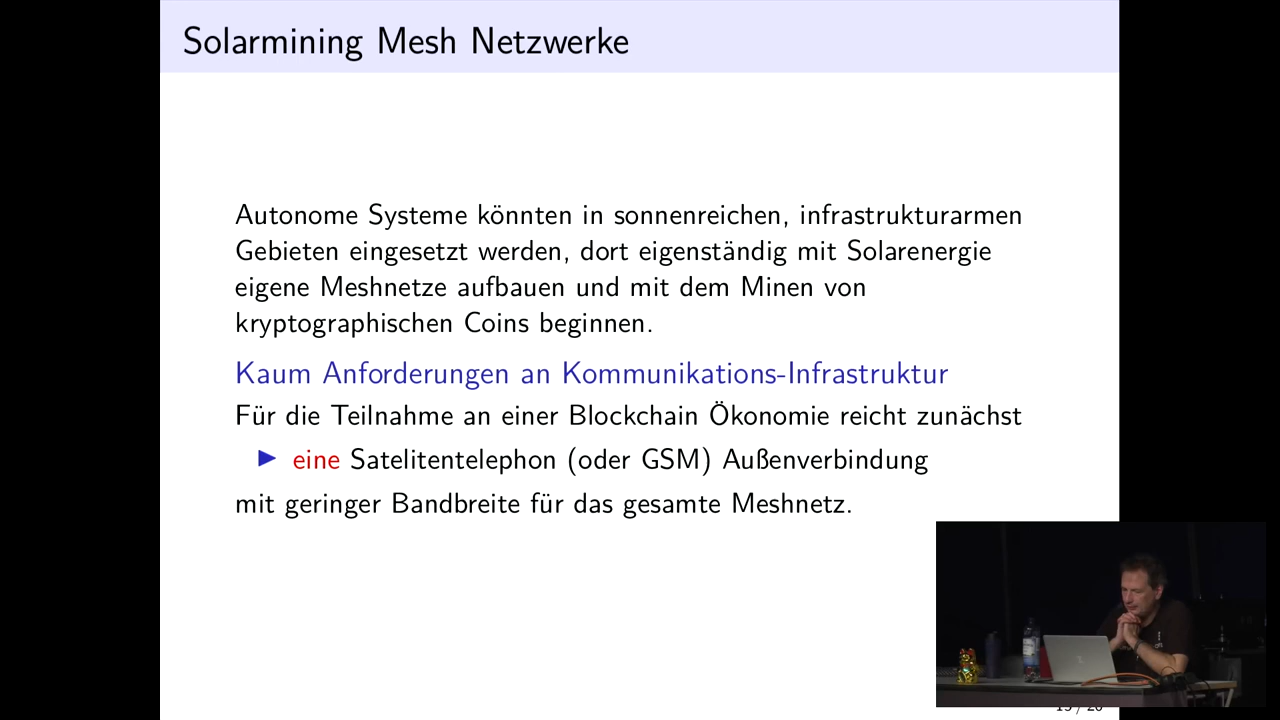 Solarmining Mesh Netzwerke
Autonome Systeme könnten in sonnenreichen, infrastrukturarmen
Gebieten eingesetzt werden, dort eigenständig mit Solarenergie
eigene Meshnetze aufbauen und mit dem Minen von
kryptographischen Coins beginnen.
Kaum Anforderungen an Kommunikations-Infrastruktur
Für die Teilnahme an einer Blockchain Ökonomie reicht zunächst
▶ eine Satelitentelephon (oder GSM) Außenverbindung
mit geringer Bandbreite für das gesamte Meshnetz.